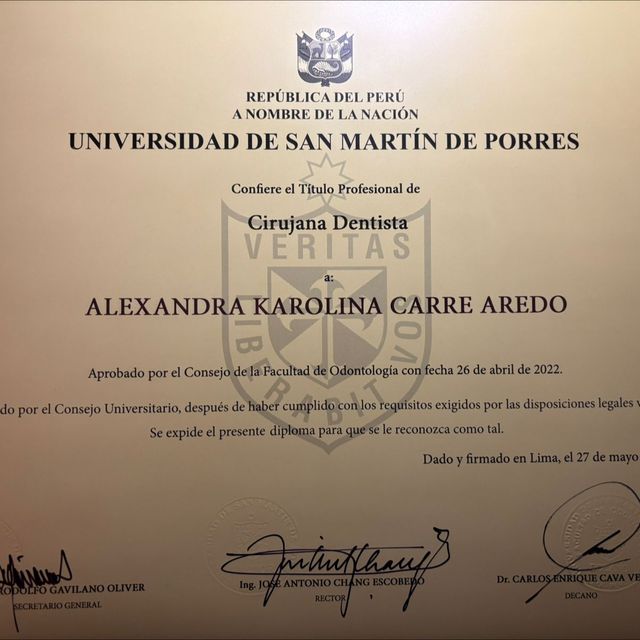 REPÚBLICA DEL PERÚ
A NOMBRE DE LA NACIÓN
UNIVERSIDAD DE SAN MARTÍN DE PORRES
Confiere el Título Profesional de
Cirujana Dentista
VERITAS
LIBERABIT VOS
a:
ALEXANDRA KAROLINA CARRE AREDO
Aprobado por el Consejo de la Facultad de Odontología con fecha 26 de abril de 2022.
do por el Consejo Universitario, después de haber cumplido con los requisitos exigidos por las disposiciones legales v
Se expide el presente diploma para que se le reconozca como tal.
Dado y firmado en Lima, el 27 de mayo
RODOLFO GAVILANO OLIVER
SECRETARIO GENERAL
Ing. JOSÉ ANTONIO CHANG ESCOBEDO
RECTOR
Dr. CARLOS ENRIQUE CAVA VE
DECANO